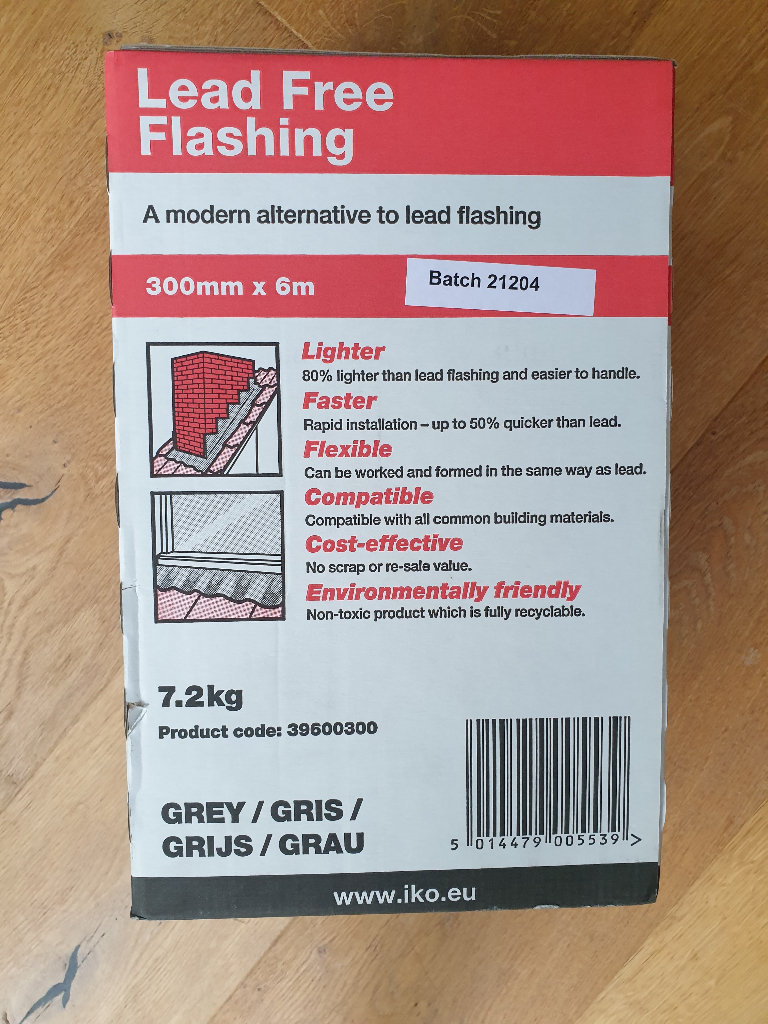 Lead Free
Flashing
A modern alternative to lead flashing
300mm x 6m
Batch 21204
Lighter
80% lighter than lead flashing and easier to handle.
Faster
Rapid installation – up to 50% quicker than lead.
Flexible
Can be worked and formed in the same way as lead.
Compatible
Compatible with all common building materials.
Cost-effective
No scrap or re-sale value.
Environmentally friendly
Non-toxic product which is fully recyclable.
7.2kg
Product code: 39600300
GREY / GRIS /
GRIJS / GRAU
5 014479 005539 >
www.iko.eu